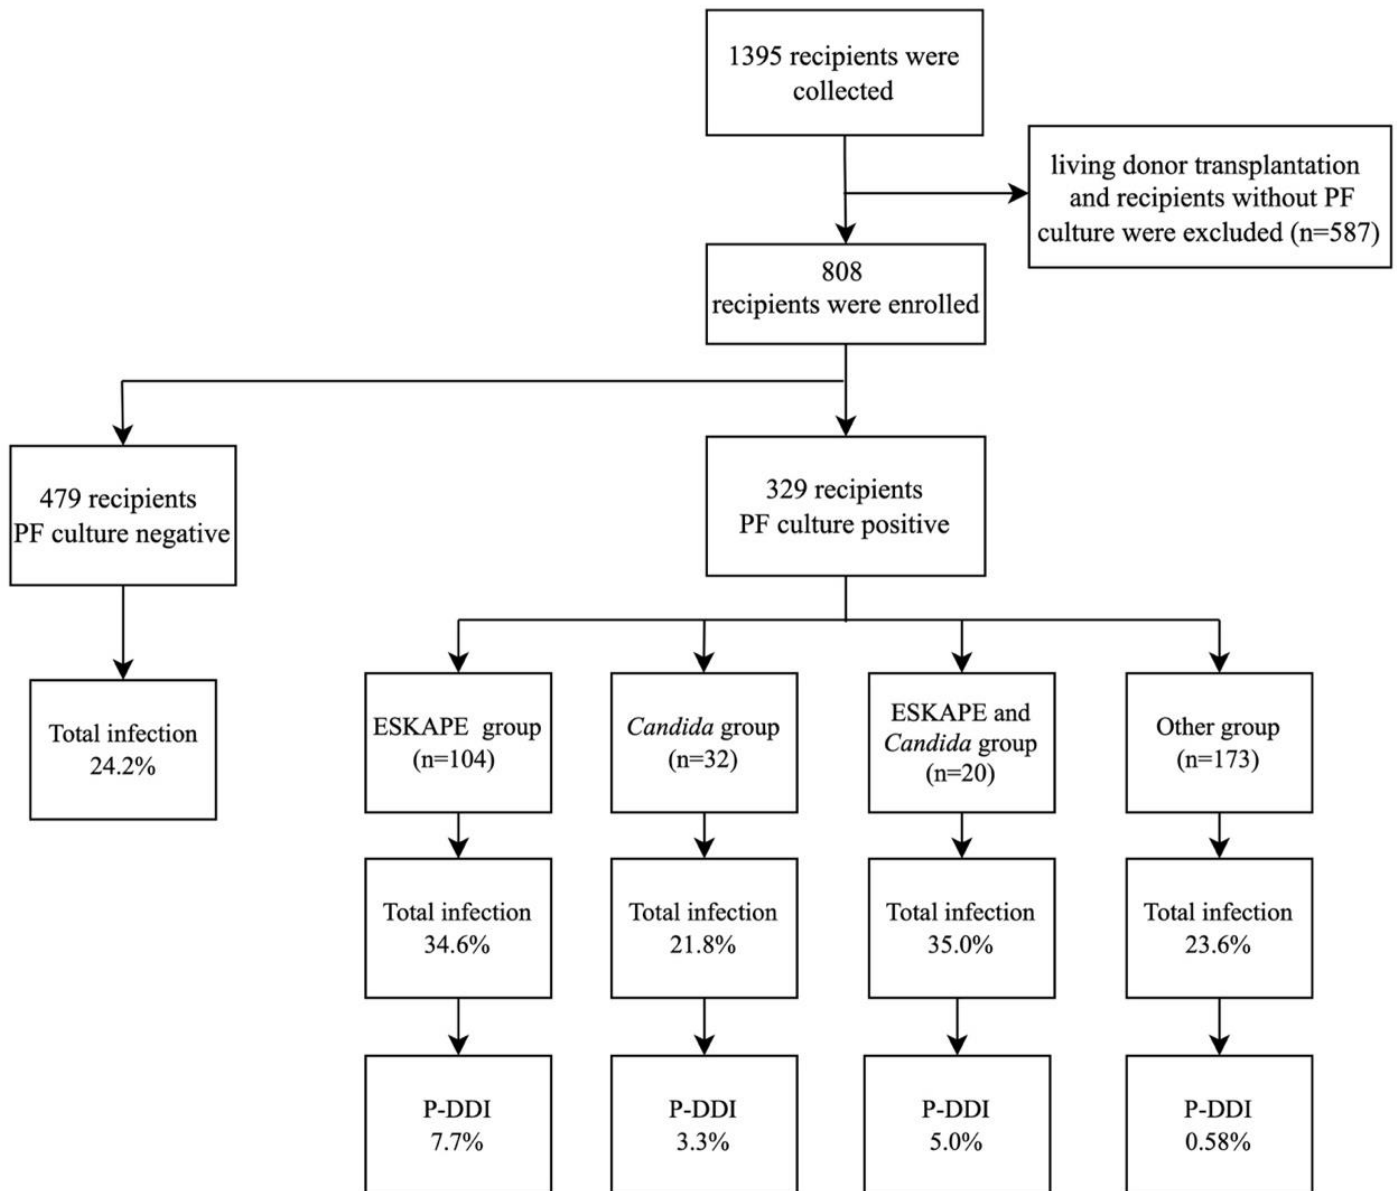 1395 recipients were
collected
living donor transplantation
and recipients without PF
culture were excluded (n=587)
808
recipients were enrolled
479 recipients
PF culture negative
329 recipients
PF culture positive
Total infection
24.2%
ESKAPE group
(n=104)
Candida group
(n=32)
ESKAPE and
Candida group
(n=20)
Other group
(n=173)
Total infection
34.6%
Total infection
21.8%
Total infection
35.0%
Total infection
23.6%
P-DDI
7.7%
P-DDI
3.3%
P-DDI
5.0%
P-DDI
0.58%